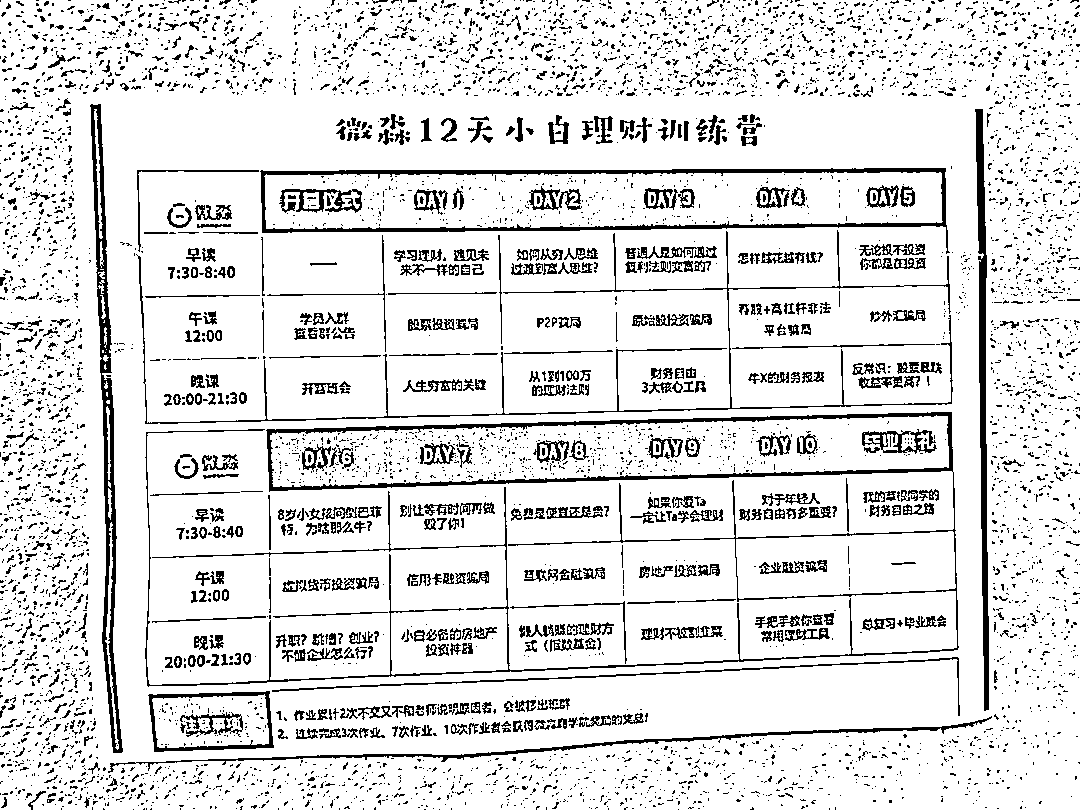 微淼12天小白理财训练营
微淼 开营仪式 DAY 1 DAY 2 DAY 3 DAY 4 DAY 5
早读 — 学习理财，遇见未 如何从穷人思维 普通人是如何通过 怎样越花越有钱？ 无论投不投资
7:30-8:40 来不一样的自己 过渡到富人思维？ 复利法则变富的？ 你都是在投资
午课 学员入群 股票投资骗局 P2P骗局 原始股投资骗局 荐股+高杠杆非法 炒外汇骗局
12:00 查看群公告 平台骗局
晚课 开营班会 人生穷富的关键 从1到100万 财务自由 牛X的财务报表 反常识：
20:00-21:30 的理财法则 3大核心工具 收益率更高？！
微淼 DAY 6 DAY 7 DAY 8 DAY 9 DAY 10 毕业典礼
早读 8岁小女孩问倒巴菲 别让等有时间再做 免费是便宜还是贵？ 如果你爱Ta 对于年轻人 我的草根同学的
7:30-8:40 特，为啥那么牛？ 毁了你！ 一定让Ta学会理财 财务自由有多重要？ 财务自由之路
午课 虚拟货币投资骗局 信用卡融资骗局 互联网金融骗局 房地产投资骗局 企业融资骗局 —
12:00
晚课 升职？跳槽？创业？ 小白必备的房地产 懒人躺赚的理财方 理财不被割韭菜 手把手教你查看 总复习+毕业班会
20:00-21:30 不懂企业怎么行？ 投资神器 式（指数基金） 常用理财工具
注意事项 1、作业累计2次不交又不和老师说明原因者，会被移出班群
2、连续完成3次作业、7次作业、10次作业者会获得微淼商学院奖励的奖品！